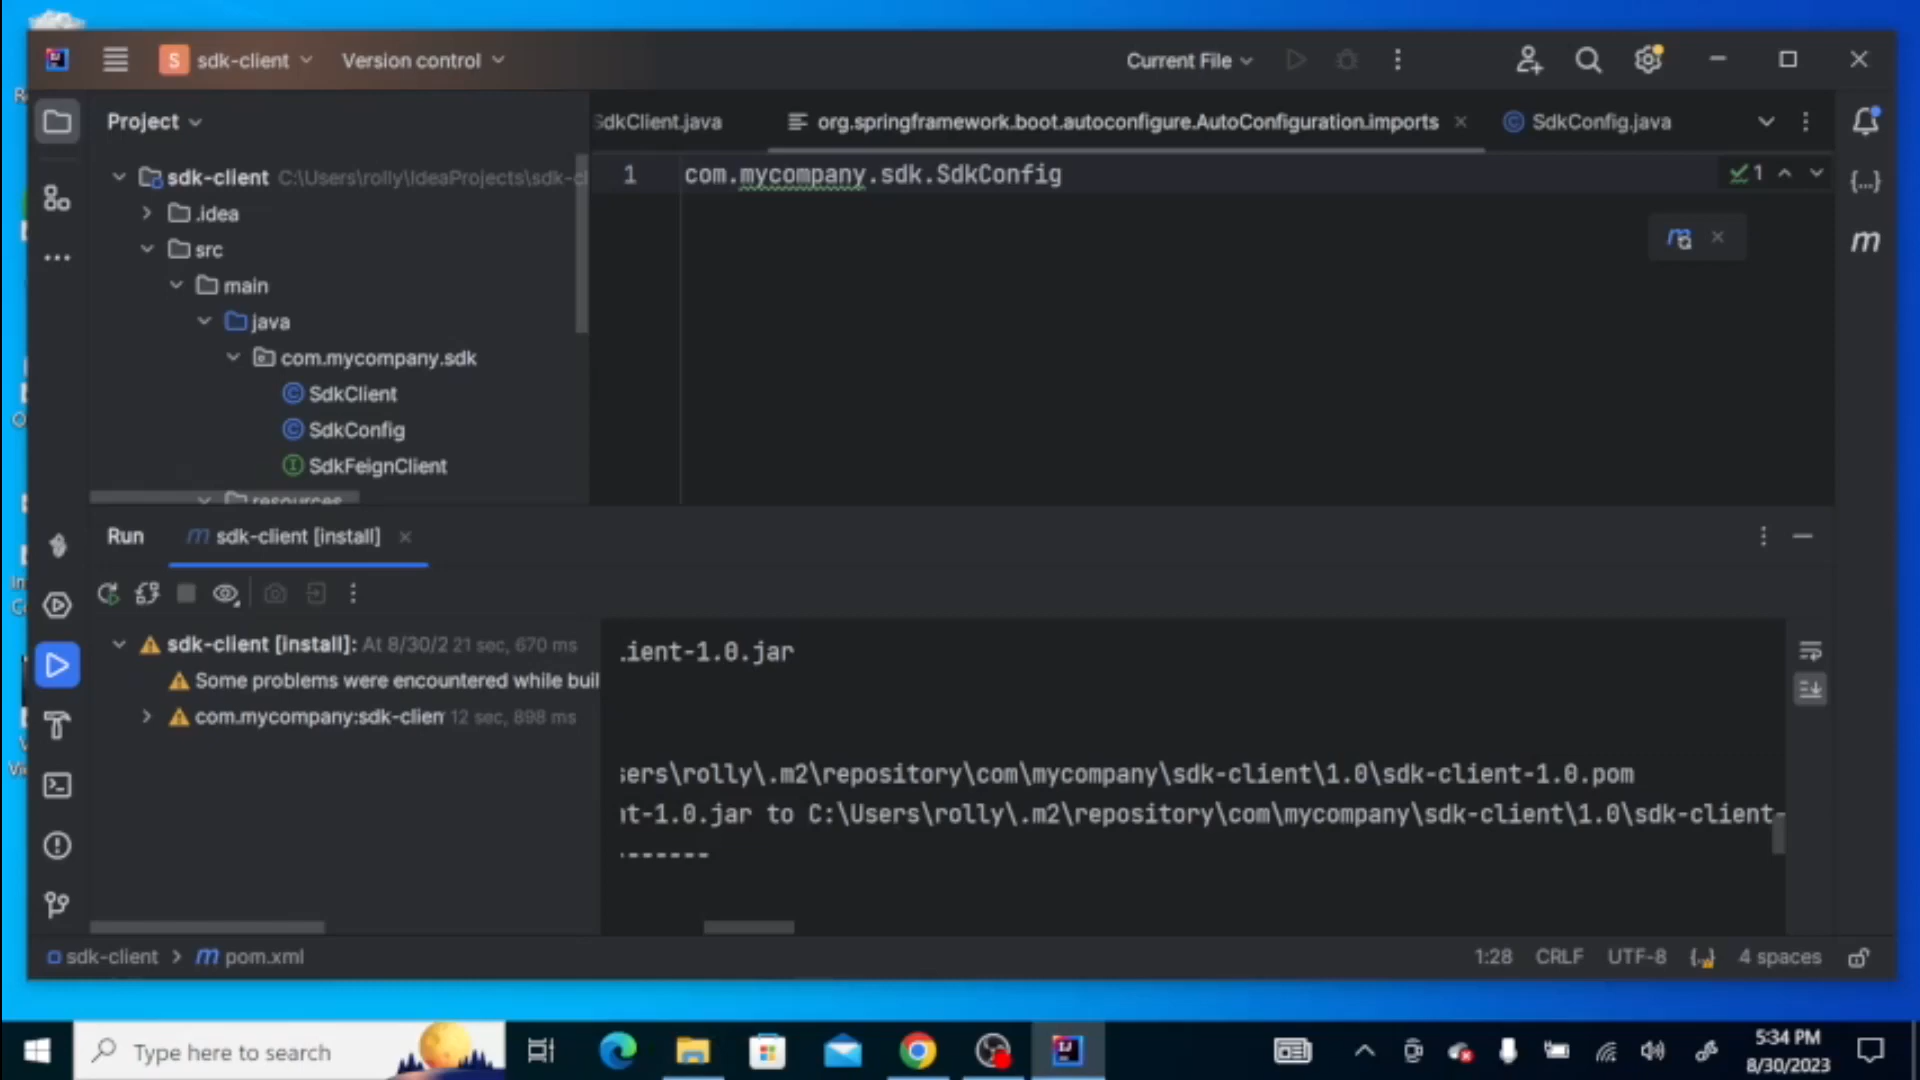 S sdk-client Version control Current File
Project
SdkClient.java org.springframework.boot.autoconfigure.AutoConfiguration.imports SdkConfig.java
sdk-client C:\Users\rolly\IdeaProjects\sdk-cl
1 com.mycompany.sdk.SdkConfig
1
.idea
src
main
java
com.mycompany.sdk
SdkClient
SdkConfig
SdkFeignClient
resources
Run sdk-client [install]
sdk-client [install]: At 8/30/2 21 sec, 670 ms
Some problems were encountered while buil
com.mycompany:sdk-clien 12 sec, 898 ms
.ient-1.0.jar
sers\rolly\.m2\repository\com\mycompany\sdk-client\1.0\sdk-client-1.0.pom
nt-1.0.jar to C:\Users\rolly\.m2\repository\com\mycompany\sdk-client\1.0\sdk-client-
-------
sdk-client > m pom.xml
1:28 CRLF UTF-8 4 spaces
Type here to search
5:34 PM
8/30/2023